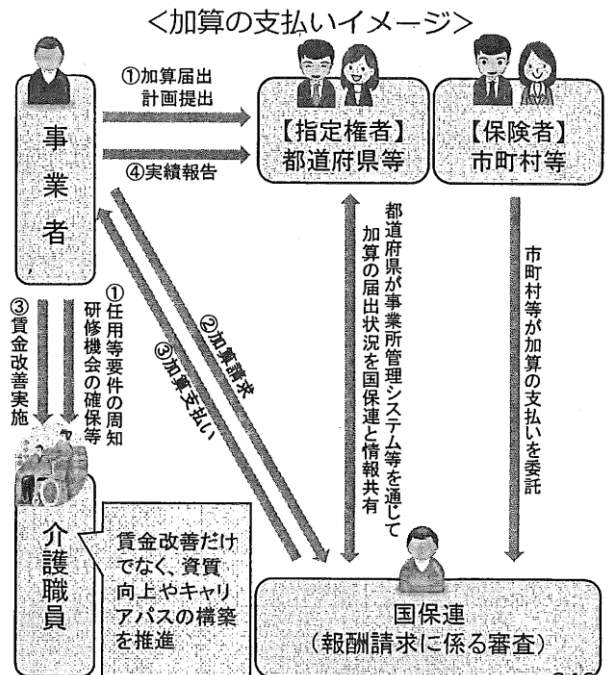 <加算の支払いイメージ>
①加算届出
計画提出
④実績報告
事業者
【指定権者】
都道府県等
【保険者】
市町村等
①任用等要件の周知
研修機会の確保等
③賃金改善実施
②加算請求
③加算支払い
都道府県が事業所管理システム等を通じて
加算の届出状況を国保連と情報共有
市町村等が加算の支払いを委託
介護職員
賃金改善だけ
でなく、資質
向上やキャリ
アパスの構築
を推進
国保連
(報酬請求に係る審査)